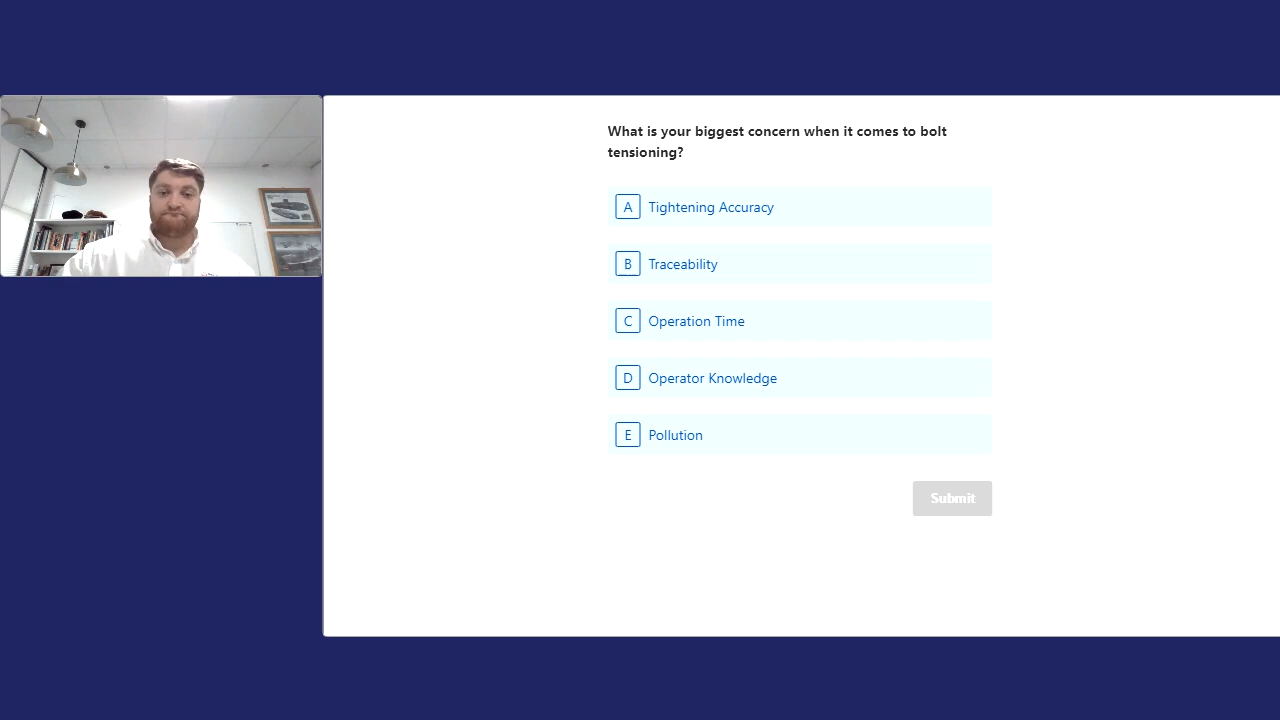 What is your biggest concern when it comes to bolt
tensioning?
A Tightening Accuracy
B Traceability
C Operation Time
D Operator Knowledge
E Pollution
Submit